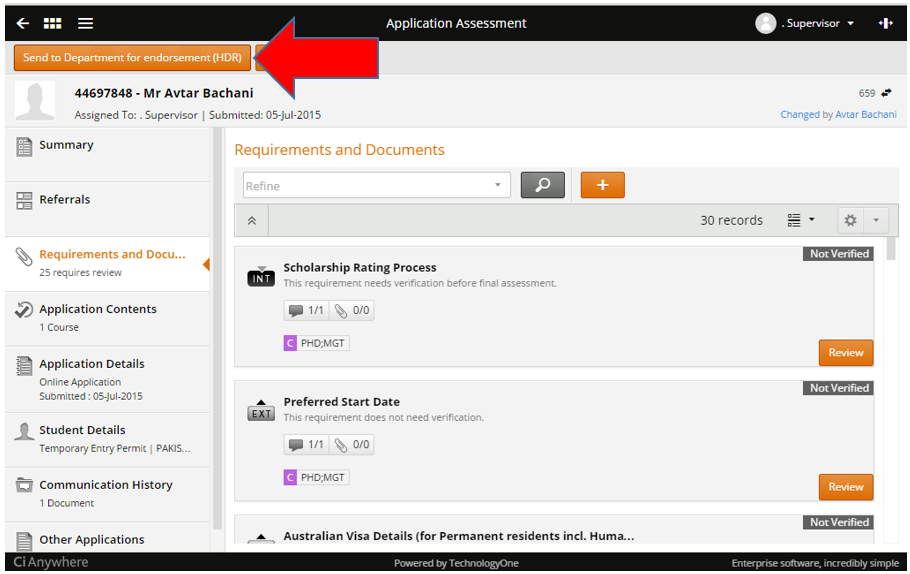 Application Assessment
. Supervisor
Send to Department for endorsement (HDR)
44697848 - Mr Avtar Bachani
659
Assigned To: . Supervisor | Submitted: 05-Jul-2015
Changed by Avtar Bachani
Summary
Referrals
Requirements and Docu...
25 requires review
Application Contents
1 Course
Application Details
Online Application
Submitted : 05-Jul-2015
Student Details
Temporary Entry Permit | PAKIS...
Communication History
1 Document
Other Applications
Requirements and Documents
Refine
+
30 records
Not Verified
INT
Scholarship Rating Process
This requirement needs verification before final assessment.
1/1 0/0
C PHD;MGT
Review
Not Verified
EXT
Preferred Start Date
This requirement does not need verification.
1/1 0/0
C PHD;MGT
Review
Not Verified
Australian Visa Details (for Permanent residents incl. Huma...
Ci Anywhere
Powered by TechnologyOne
Enterprise software, incredibly simple